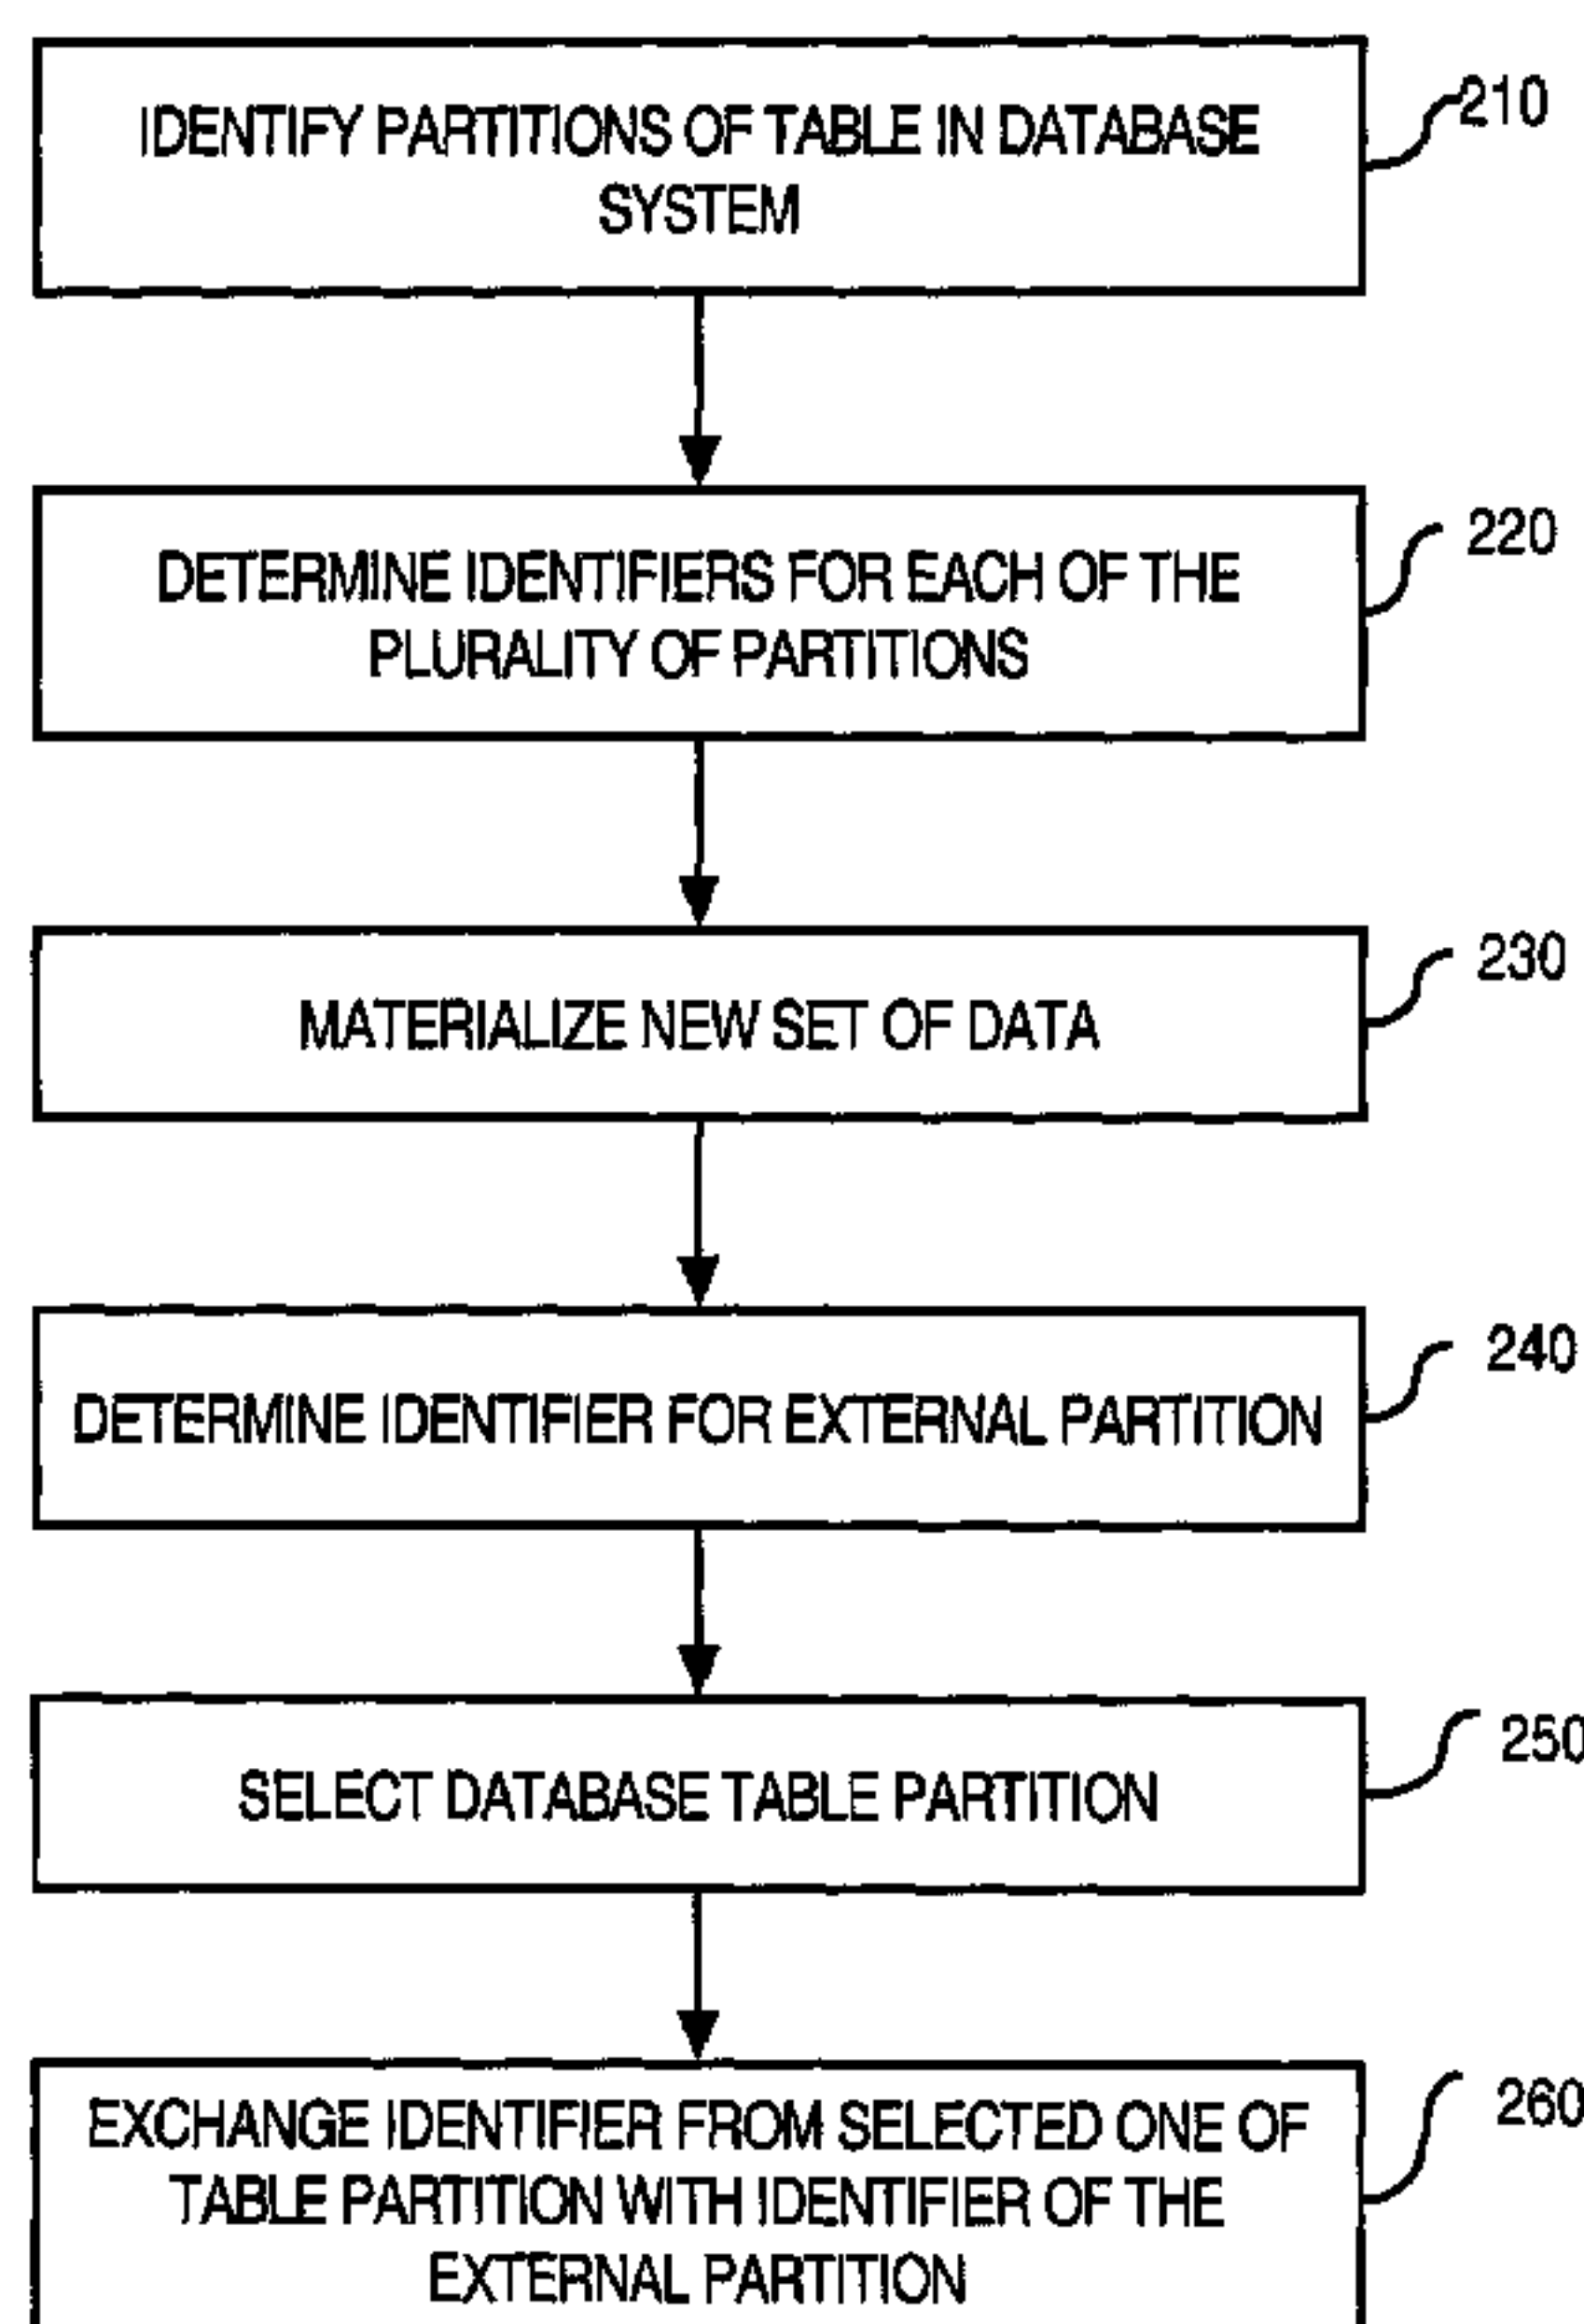 IDENTIFY PARTITIONS OF TABLE IN DATABASE
SYSTEM
210
DETERMINE IDENTIFIERS FOR EACH OF THE
PLURALITY OF PARTITIONS
220
MATERIALIZE NEW SET OF DATA
230
DETERMINE IDENTIFIER FOR EXTERNAL PARTITION
240
SELECT DATABASE TABLE PARTITION
250
EXCHANGE IDENTIFIER FROM SELECTED ONE OF
TABLE PARTITION WITH IDENTIFIER OF THE
EXTERNAL PARTITION
260